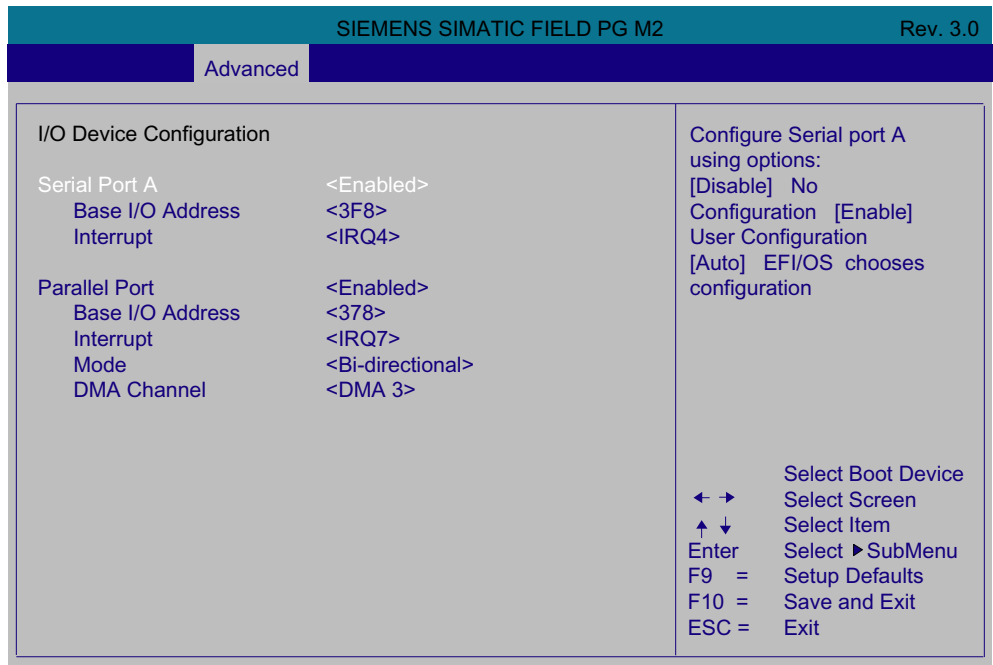 SIEMENS SIMATIC FIELD PG M2 Rev. 3.0
Advanced
I/O Device Configuration
Serial Port A <Enabled>
Base I/O Address <3F8>
Interrupt <IRQ4>
Parallel Port <Enabled>
Base I/O Address <378>
Interrupt <IRQ7>
Mode <Bi-directional>
DMA Channel <DMA 3>
Configure Serial port A
using options:
[Disable] No
Configuration [Enable]
User Configuration
[Auto] EFI/OS chooses
configuration
Select Boot Device
← → Select Screen
↑ ↓ Select Item
Enter Select ▶ SubMenu
F9 = Setup Defaults
F10 = Save and Exit
ESC = Exit